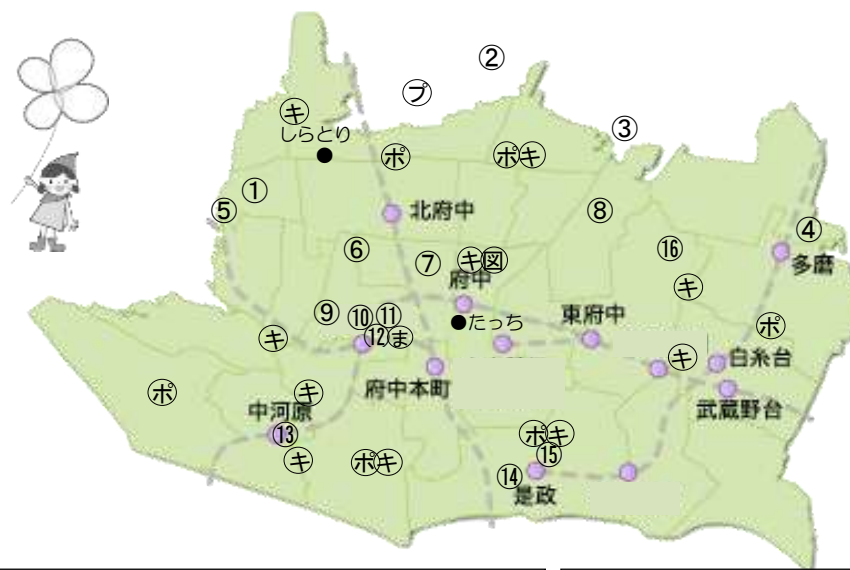 ②
㋫゚
③
㋖
しらとり
㋭゚
㋭゚㋖
①
⑤
北府中
⑧
④
⑥
⑦
㋖図
⑯
多磨
府中
㋖
⑨
⑩
⑪
たっち
東府中
㋭゚
㋖
⑫ま
㋖
白糸台
府中本町
㋭゚
㋖
武蔵野台
中河原
⑬
㋭゚㋖
㋖
㋭゚㋖
⑮
⑭
是政